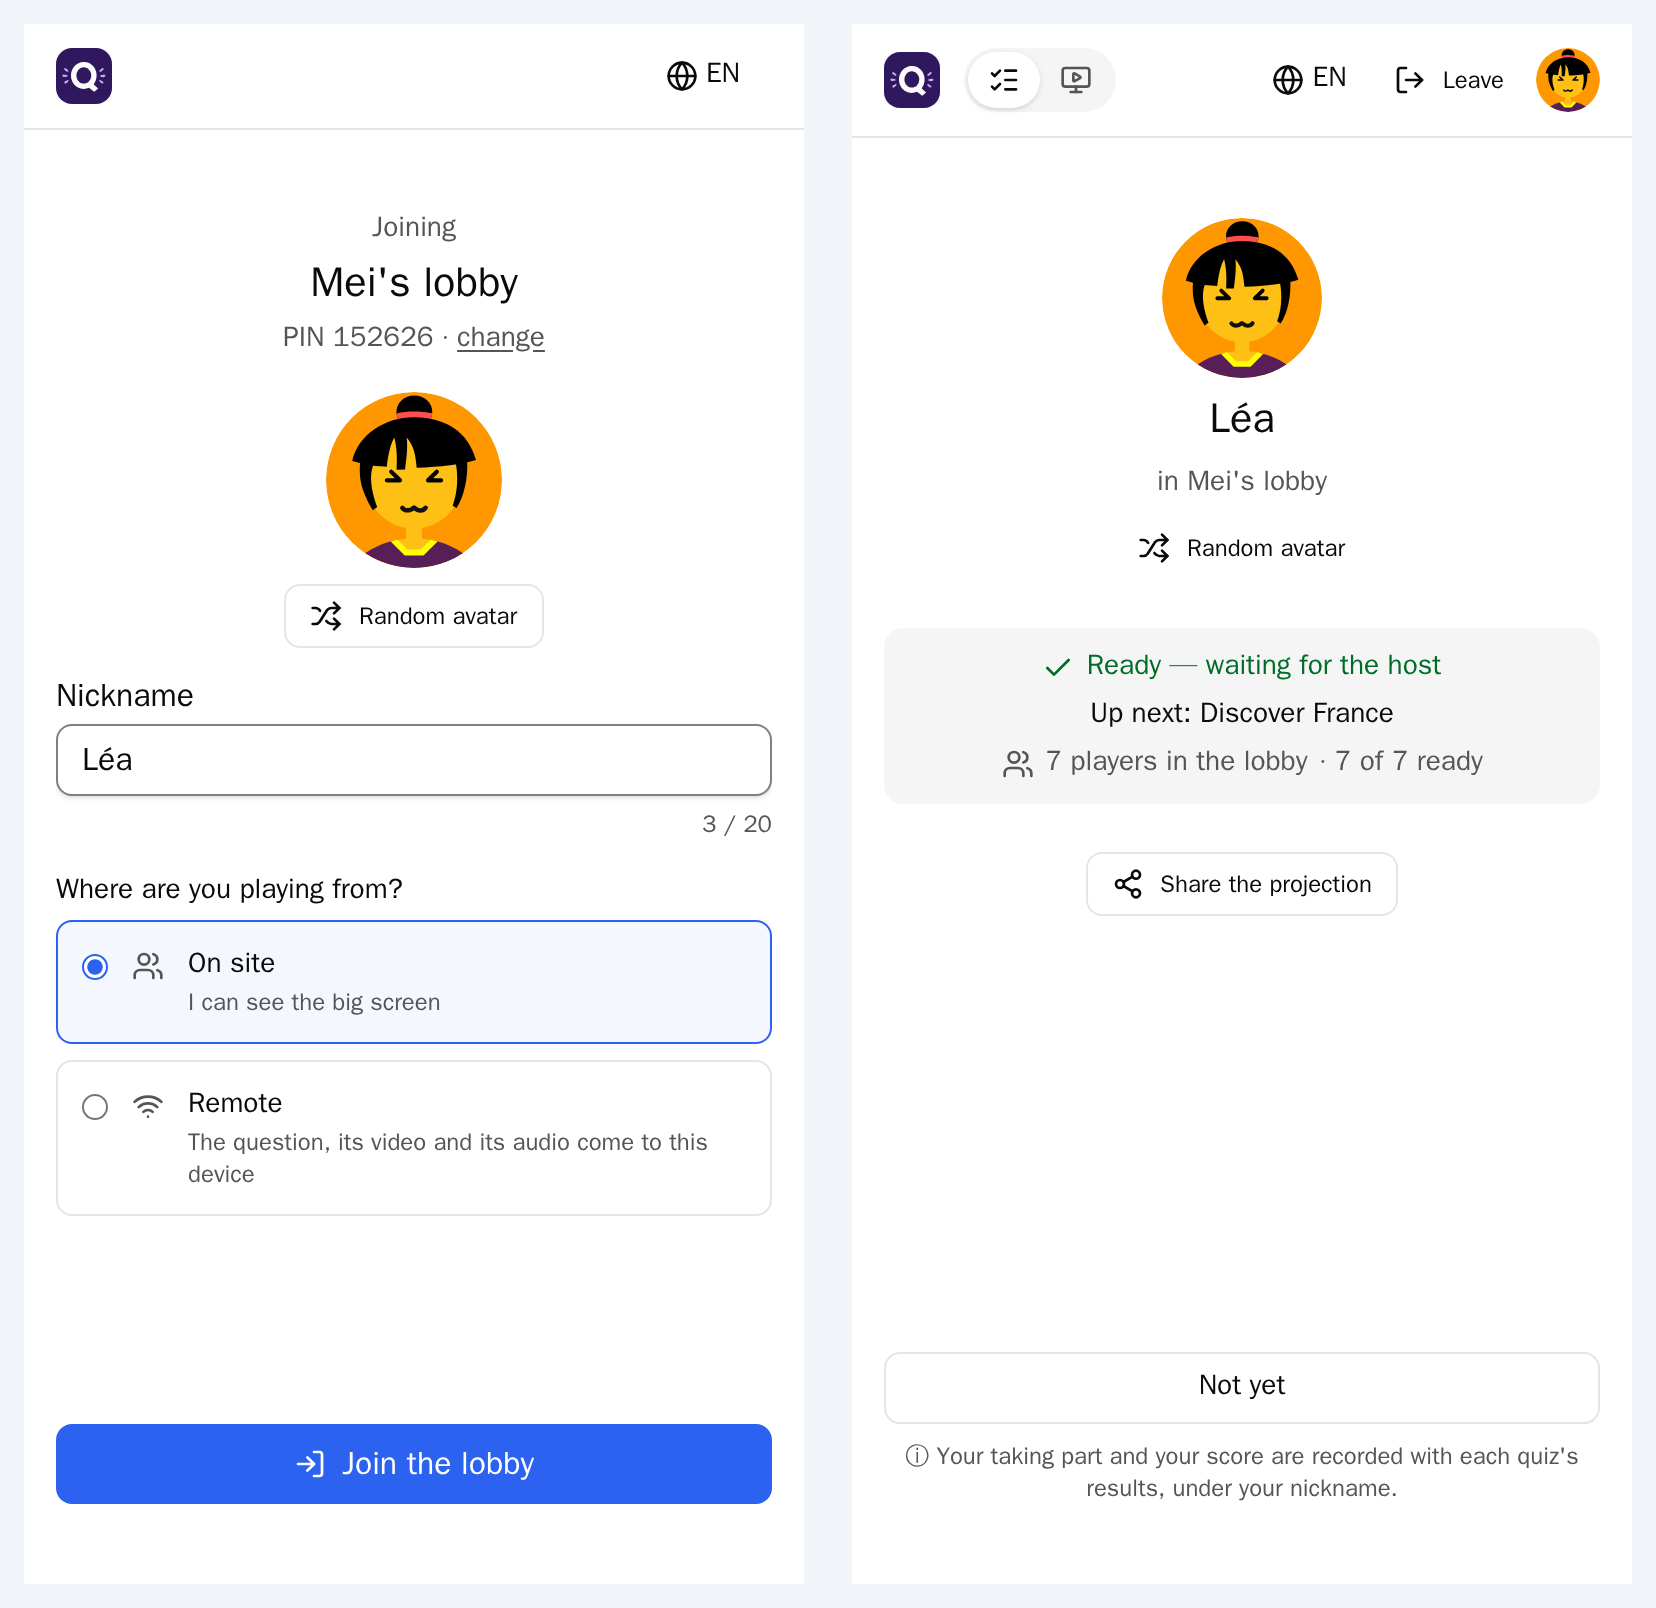 Q
EN
Joining
Mei's lobby
PIN 152626 · change
Random avatar
Nickname
Léa
3 / 20
Where are you playing from?
On site
I can see the big screen
Remote
The question, its video and its audio come to this
device
Join the lobby
Q
EN
Leave
Léa
in Mei's lobby
Random avatar
Ready — waiting for the host
Up next: Discover France
7 players in the lobby · 7 of 7 ready
Share the projection
Not yet
ⓘ Your taking part and your score are recorded with each quiz's
results, under your nickname.